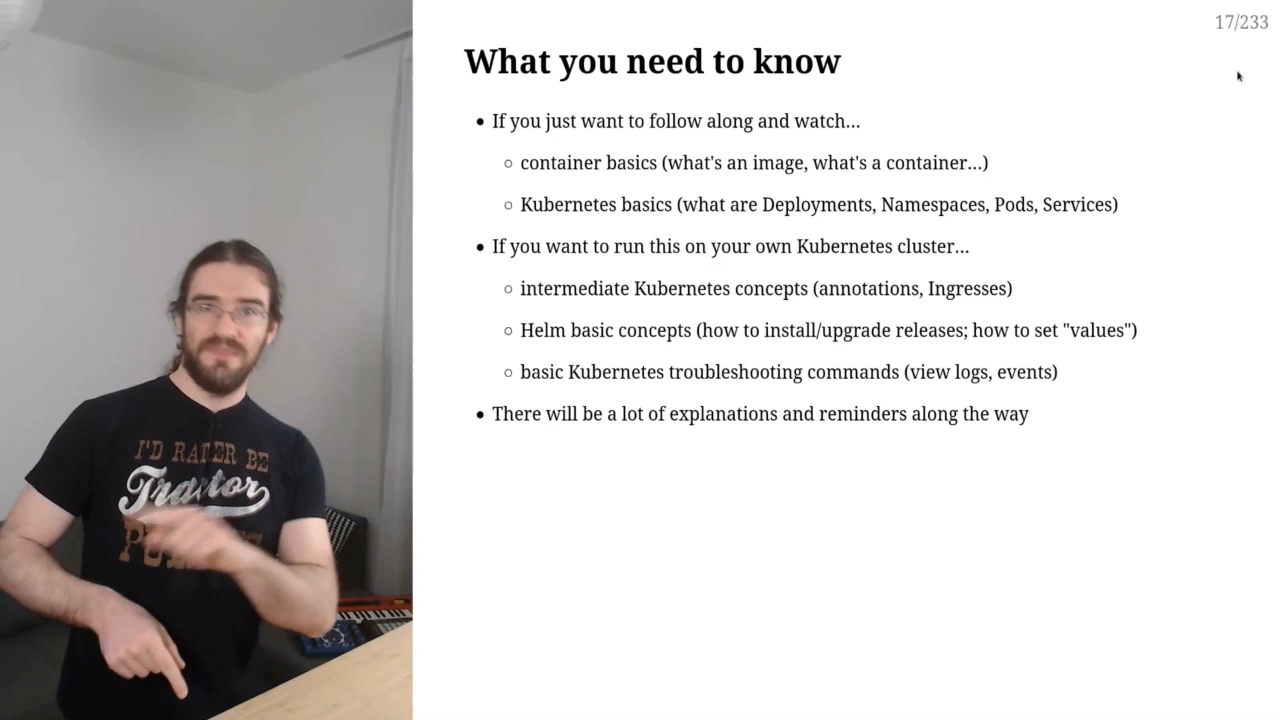 17/233
What you need to know
• If you just want to follow along and watch...
○ container basics (what's an image, what's a container...)
○ Kubernetes basics (what are Deployments, Namespaces, Pods, Services)
• If you want to run this on your own Kubernetes cluster...
○ intermediate Kubernetes concepts (annotations, Ingresses)
○ Helm basic concepts (how to install/upgrade releases; how to set "values")
○ basic Kubernetes troubleshooting commands (view logs, events)
• There will be a lot of explanations and reminders along the way
I'D RATHER BE
Tractor